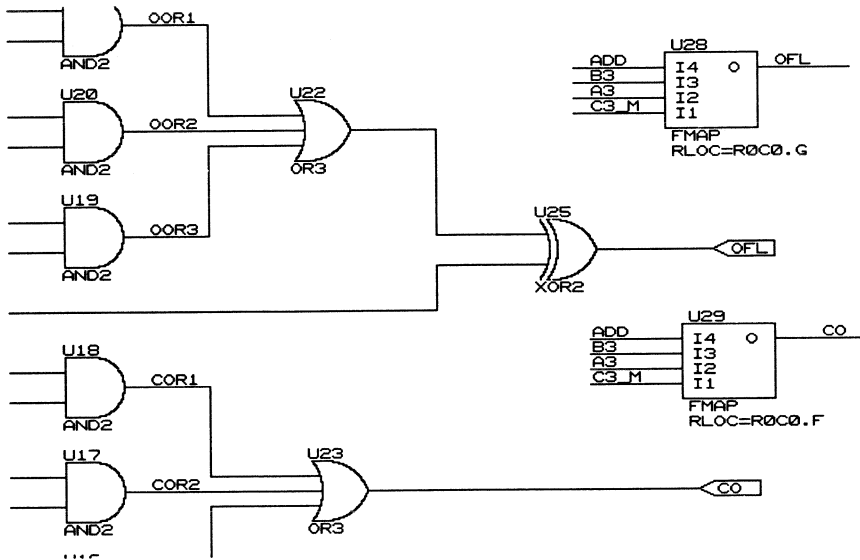 OOR1
AND2
U20
OOR2
AND2
U19
OOR3
AND2
U22
OR3
U28
ADD
B3
A3
C3_M
I4
I3
I2
I1
O
OFL
FMAP
RLOC=R0C0.G
U25
XOR2
OFL
U29
ADD
B3
A3
C3_M
I4
I3
I2
I1
O
CO
FMAP
RLOC=R0C0.F
U18
COR1
AND2
U17
COR2
AND2
U23
OR3
CO